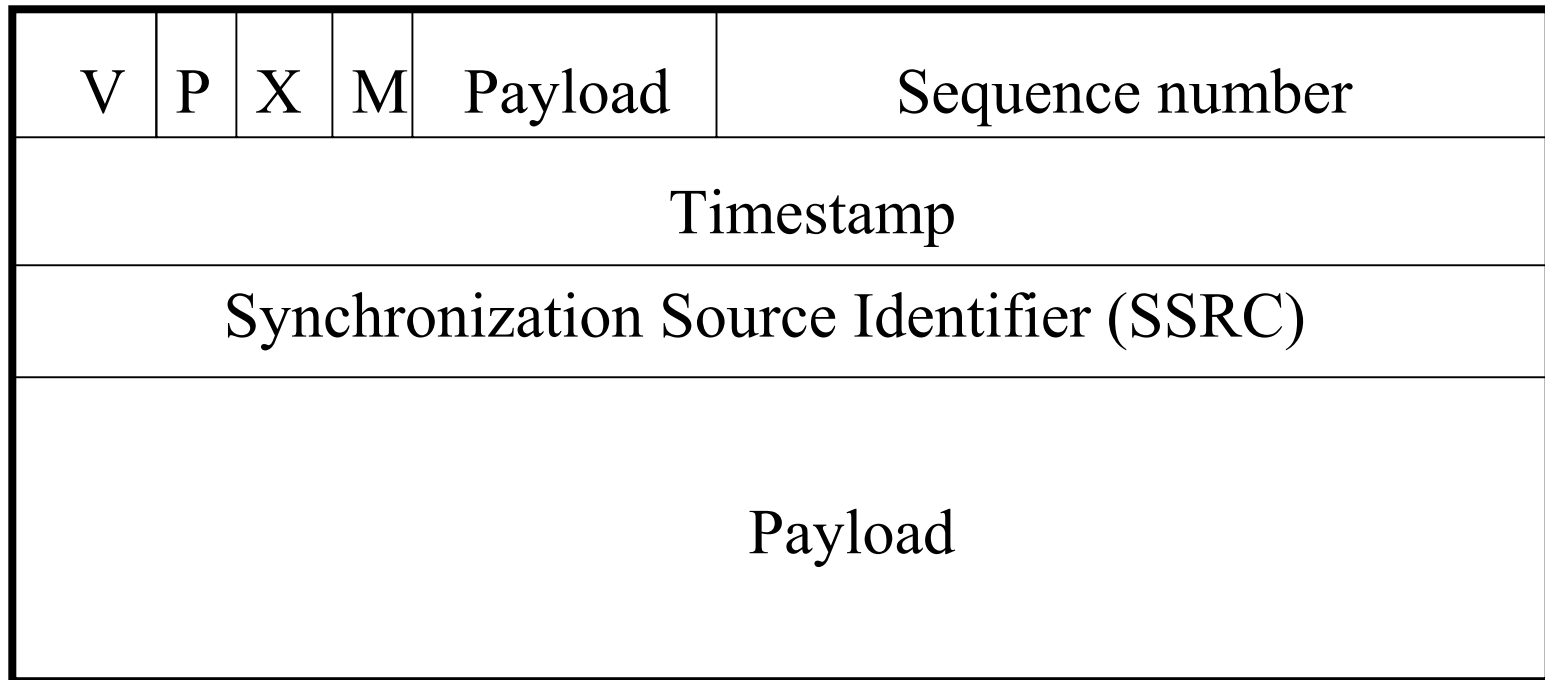 V P X M Payload Sequence number
Timestamp
Synchronization Source Identifier (SSRC)
Payload